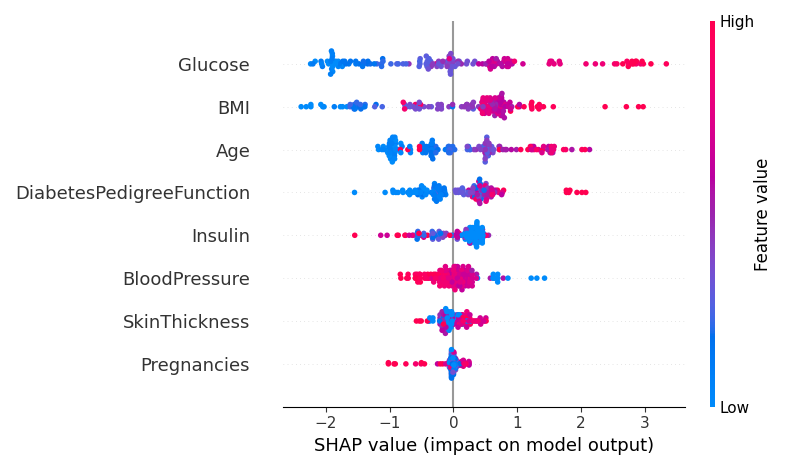 High
Glucose
BMI
Age
DiabetesPedigreeFunction
Insulin
BloodPressure
SkinThickness
Pregnancies
Feature value
Low
−2 −1 0 1 2 3
SHAP value (impact on model output)